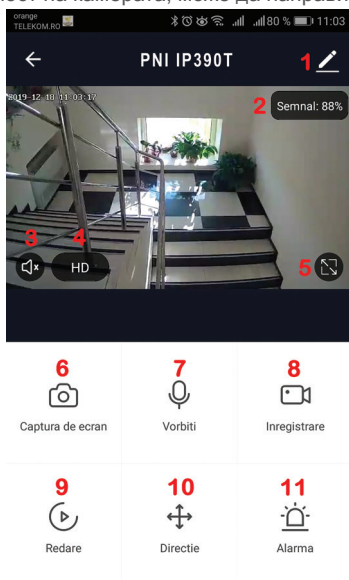 orange
TELEKOM.RO
80 % 11:03
PNI IP390T
1
2019-12-18 11:03:17
2 Semnal: 88%
3 4
HD
5
6 7 8
Captura de ecran Vorbiti Inregistrare
9 10 11
Redare Directie Alarma